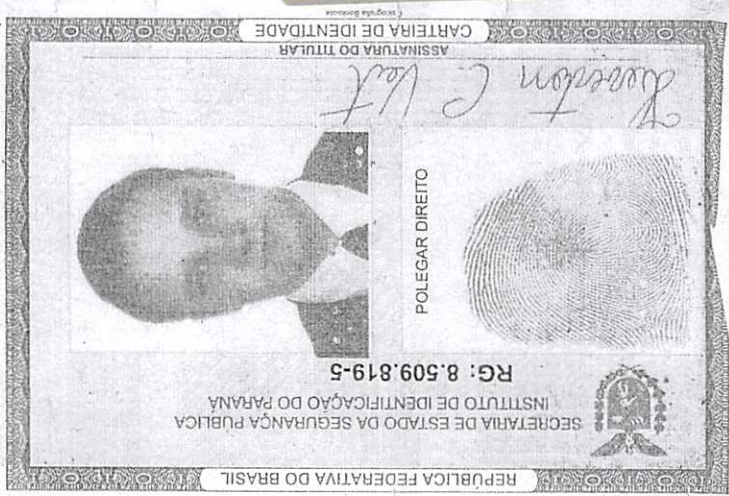 REPÚBLICA FEDERATIVA DO BRASIL
SECRETARIA DE ESTADO DA SEGURANÇA PÚBLICA
INSTITUTO DE IDENTIFICAÇÃO DO PARANÁ
RG: 8.509.819-5
POLEGAR DIREITO
C. Veit
ASSINATURA DO TITULAR
CARTEIRA DE IDENTIDADE